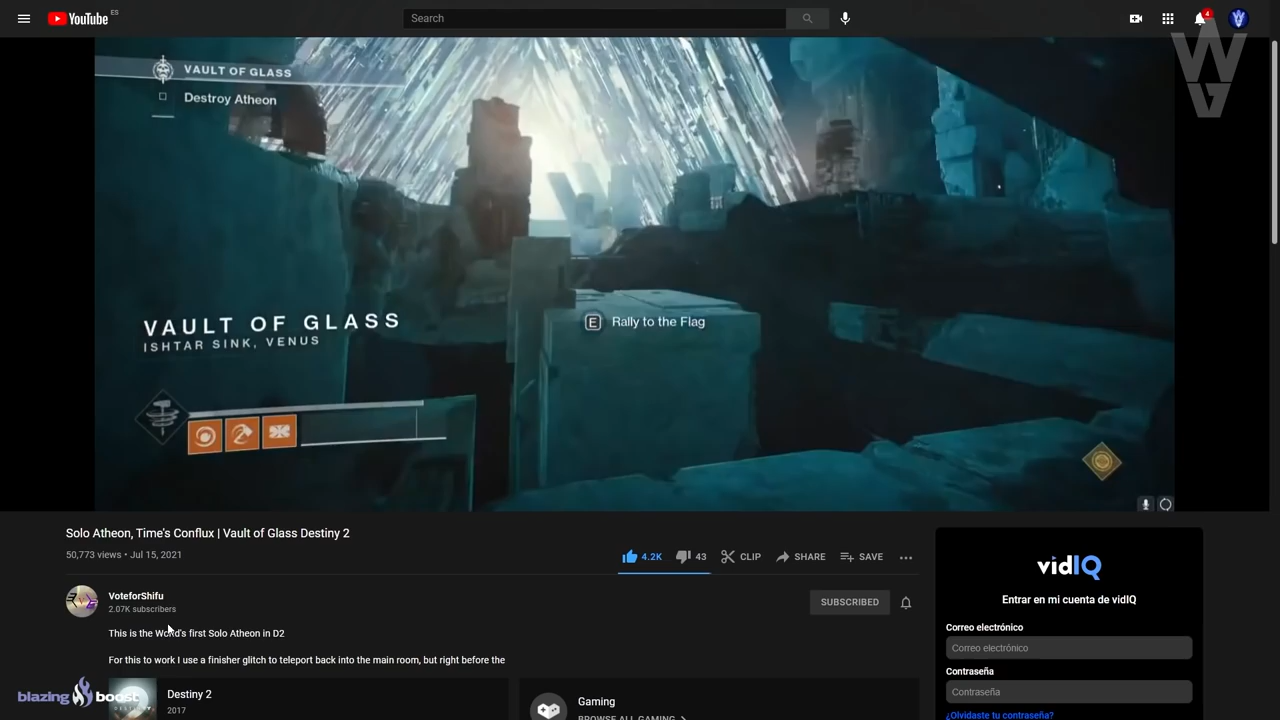 YouTube ES
Search
4
VAULT OF GLASS
Destroy Atheon
WG
VAULT OF GLASS
ISHTAR SINK, VENUS
E Rally to the Flag
Solo Atheon, Time's Conflux | Vault of Glass Destiny 2
50,773 views • Jul 15, 2021
4.2K
43
CLIP
SHARE
SAVE
VoteforShifu
2.07K subscribers
SUBSCRIBED
This is the World's first Solo Atheon in D2
For this to work I use a finisher glitch to teleport back into the main room, but right before the
Destiny 2
2017
Gaming
BROWSE ALL GAMING
blazing boost
vidIQ
Entrar en mi cuenta de vidIQ
Correo electrónico
Correo electrónico
Contraseña
Contraseña
¿Olvidaste tu contraseña?